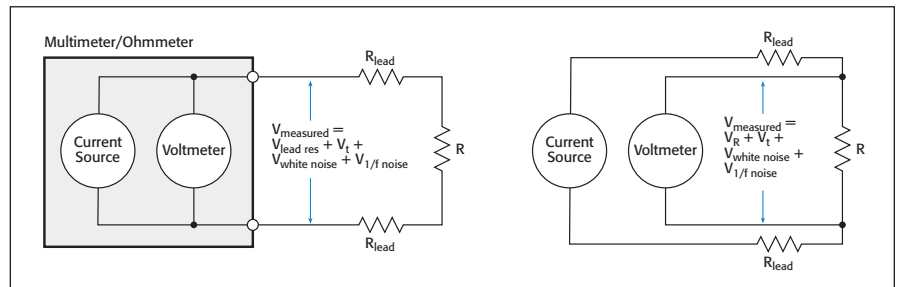 Multimeter/Ohmmeter
Rlead
Current
Source
Voltmeter
Vmeasured =
Vlead res + Vt +
Vwhite noise + V1/f noise
R
Rlead
Rlead
Current
Source
Voltmeter
Vmeasured =
VR + Vt +
Vwhite noise +
V1/f noise
R
Rlead